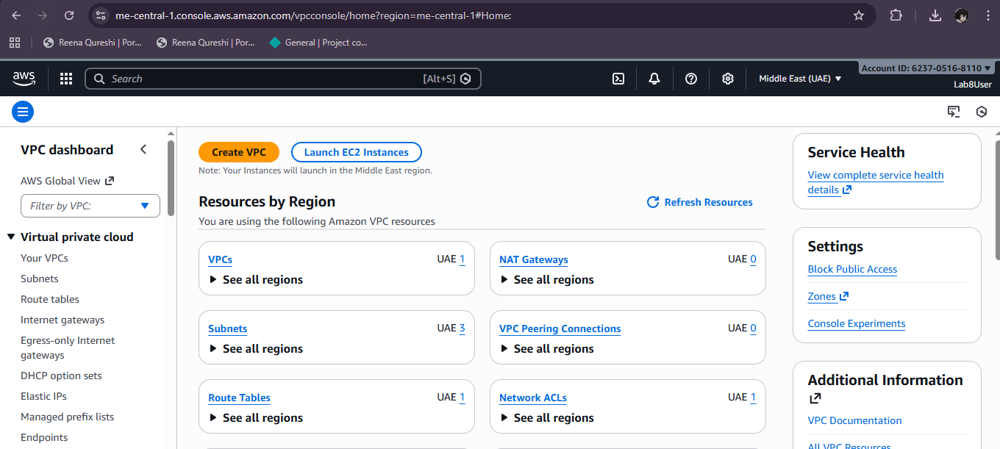 me-central-1.console.aws.amazon.com/vpcconsole/home?region=me-central-1#Home:
Reena Qureshi | Por...
Reena Qureshi | Por...
General | Project co...
aws
Search
[Alt+S]
Middle East (UAE)
Account ID: 6237-0516-8110
Lab8User
VPC dashboard
AWS Global View
Filter by VPC:
Virtual private cloud
Your VPCs
Subnets
Route tables
Internet gateways
Egress-only Internet
gateways
DHCP option sets
Elastic IPs
Managed prefix lists
Endpoints
Create VPC
Launch EC2 Instances
Note: Your Instances will launch in the Middle East region.
Resources by Region
Refresh Resources
You are using the following Amazon VPC resources
VPCs
UAE 1
See all regions
NAT Gateways
UAE 0
See all regions
Subnets
UAE 3
See all regions
VPC Peering Connections
UAE 0
See all regions
Route Tables
UAE 1
See all regions
Network ACLs
UAE 1
See all regions
Service Health
View complete service health
details
Settings
Block Public Access
Zones
Console Experiments
Additional Information
VPC Documentation
All VPC Resources